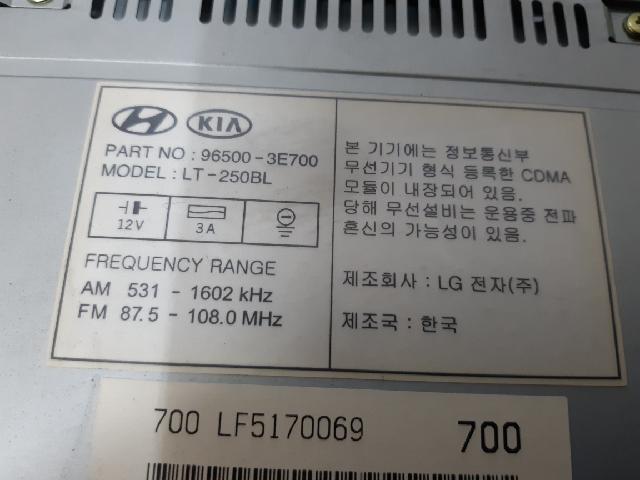 KIA
PART NO : 96500-3E700
MODEL : LT-250BL
12V
3A
FREQUENCY RANGE
AM 531 - 1602 kHz
FM 87.5 - 108.0 MHz
본 기기에는 정보통신부
무선기기 형식 등록한 CDMA
모듈이 내장되어 있음.
당해 무선설비는 운용중 전파
혼신의 가능성이 있음.
제조회사 : LG 전자(주)
제조국 : 한국
700 LF5170069 700